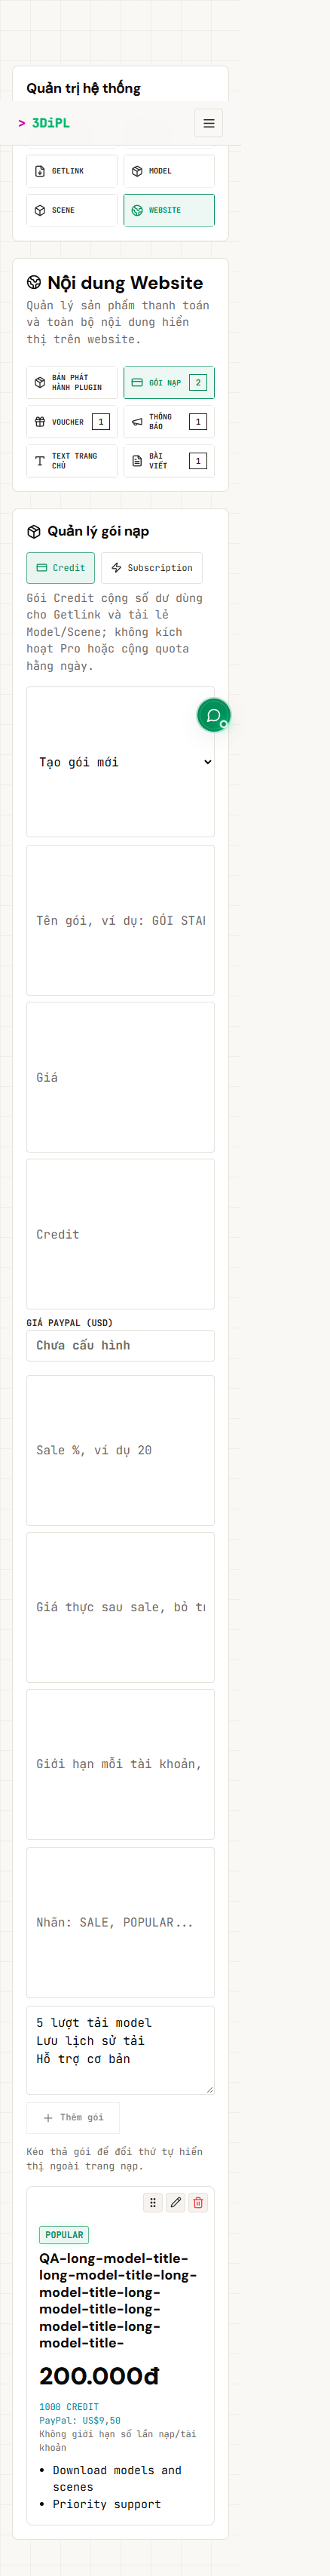 Quản trị hệ thống
> 3DiPL
GETLINK
MODEL
SCENE
WEBSITE
Nội dung Website
Quản lý sản phẩm thanh toán
và toàn bộ nội dung hiển
thị trên website.
BẢN PHÁT
HÀNH PLUGIN
GÓI NẠP 2
VOUCHER 1
THÔNG
BÁO 1
TEXT TRANG
CHỦ
BÀI
VIẾT 1
Quản lý gói nạp
Credit
Subscription
Gói Credit cộng số dư dùng
cho Getlink và tải lẻ
Model/Scene; không kích
hoạt Pro hoặc cộng quota
hằng ngày.
Tạo gói mới
Tên gói, ví dụ: GÓI STAR
Giá
Credit
GIÁ PAYPAL (USD)
Chưa cấu hình
Sale %, ví dụ 20
Giá thực sau sale, bỏ
Giới hạn mỗi tài khoản,
Nhãn: SALE, POPULAR...
5 lượt tải model
Lưu lịch sử tải
Hỗ trợ cơ bản
+ Thêm gói
Kéo thả gói để đổi thứ tự hiển
thị ngoài trang nạp.
POPULAR
QA-long-model-title-
long-model-title-long-
model-title-long-
model-title-long-
model-title-long-
model-title-
200.000đ
1000 CREDIT
PayPal: US$9,50
Không giới hạn số lần nạp/tài
khoản
• Download models and
scenes
• Priority support